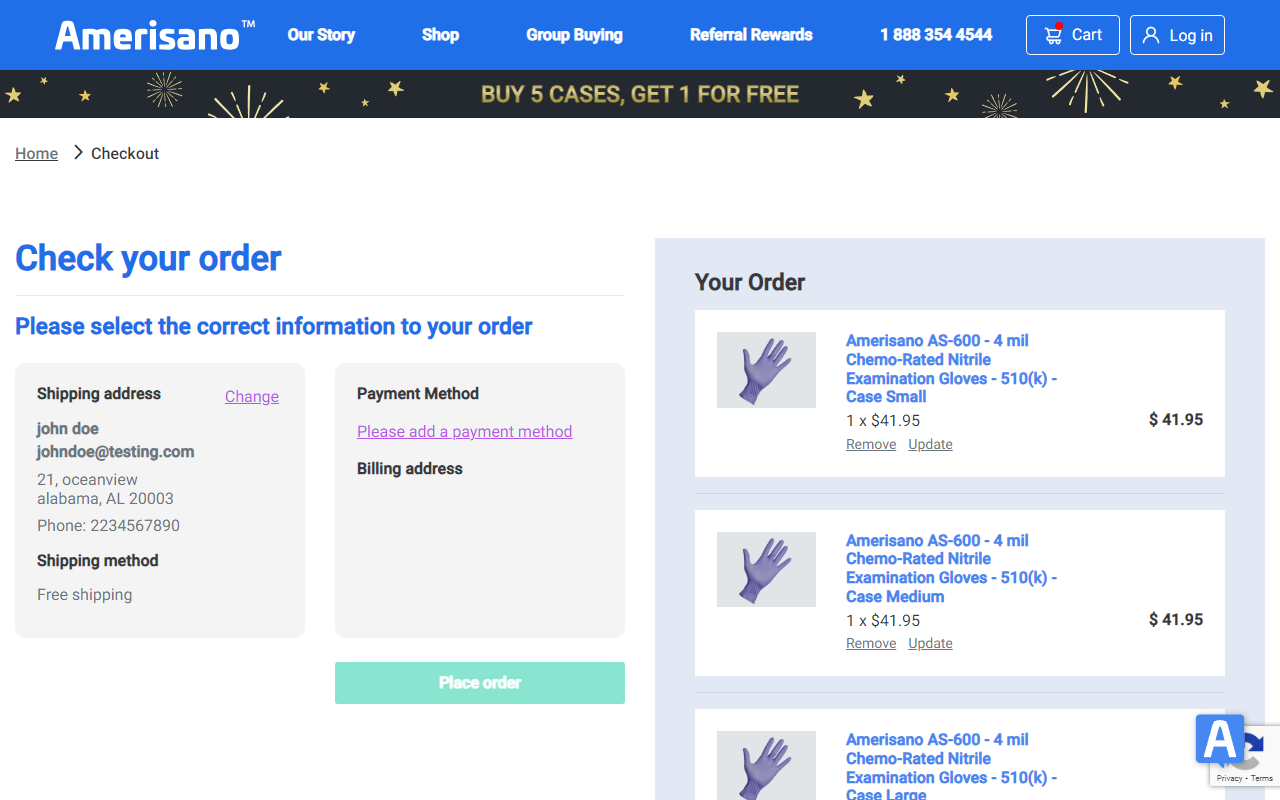 Amerisano™
Our Story
Shop
Group Buying
Referral Rewards
1 888 354 4544
Cart
Log in
BUY 5 CASES, GET 1 FOR FREE
Home
Checkout
Check your order
Please select the correct information to your order
Shipping address
Change
john doe
johndoe@testing.com
21, oceanview
alabama, AL 20003
Phone: 2234567890
Shipping method
Free shipping
Payment Method
Please add a payment method
Billing address
Place order
Your Order
Amerisano AS-600 - 4 mil
Chemo-Rated Nitrile
Examination Gloves - 510(k) -
Case Small
1 x $41.95
$ 41.95
Remove Update
Amerisano AS-600 - 4 mil
Chemo-Rated Nitrile
Examination Gloves - 510(k) -
Case Medium
1 x $41.95
$ 41.95
Remove Update
Amerisano AS-600 - 4 mil
Chemo-Rated Nitrile
Examination Gloves - 510(k) -
Case Large
A
Privacy - Terms